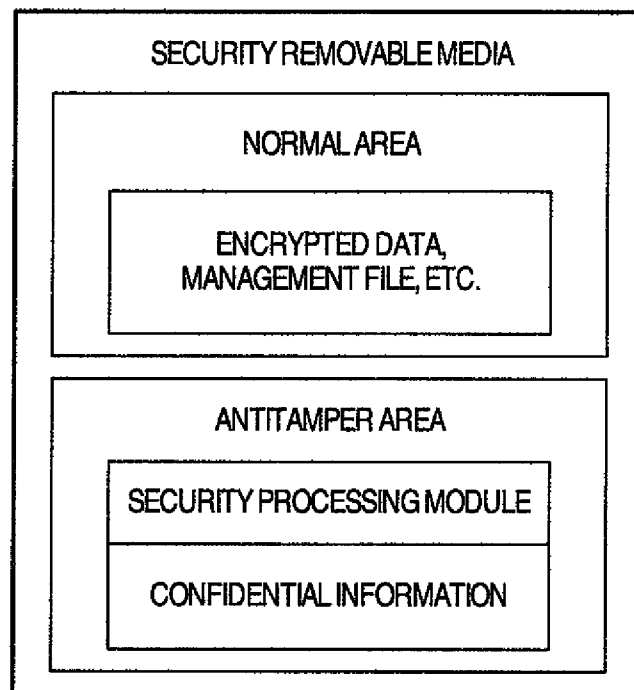 SECURITY REMOVABLE MEDIA
NORMAL AREA
ENCRYPTED DATA,
MANAGEMENT FILE, ETC.
ANTITAMPER AREA
SECURITY PROCESSING MODULE
CONFIDENTIAL INFORMATION